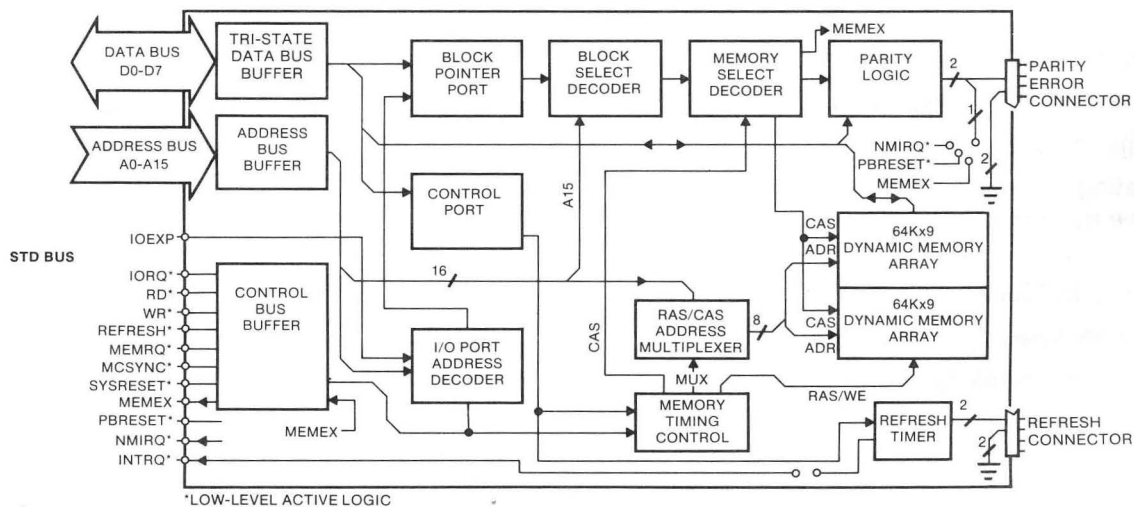 DATA BUS
D0-D7
TRI-STATE
DATA BUS
BUFFER
BLOCK
POINTER
PORT
BLOCK
SELECT
DECODER
MEMORY
SELECT
DECODER
MEMEX
PARITY
LOGIC
2
PARITY
ERROR
CONNECTOR
1
NMIRQ*
PBRESET*
MEMEX
2
ADDRESS BUS
A0-A15
ADDRESS
BUS
BUFFER
CONTROL
PORT
A15
STD BUS
IOEXP
IORQ*
RD*
WR*
REFRESH*
MEMRQ*
MCSYNC*
SYSRESET*
MEMEX
PBRESET*
NMIRQ*
INTRQ*
CONTROL
BUS
BUFFER
MEMEX
16
I/O PORT
ADDRESS
DECODER
CAS
RAS/CAS
ADDRESS
MULTIPLEXER
8
MUX
MEMORY
TIMING
CONTROL
RAS/WE
CAS
ADR
64Kx9
DYNAMIC MEMORY
ARRAY
CAS
ADR
64Kx9
DYNAMIC MEMORY
ARRAY
REFRESH
TIMER
2
REFRESH
CONNECTOR
2
*LOW-LEVEL ACTIVE LOGIC